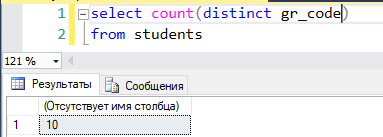 1 select count(distinct gr_code)
2 from students
121 %
Результаты Сообщения
(Отсутствует имя столбца)
1 10